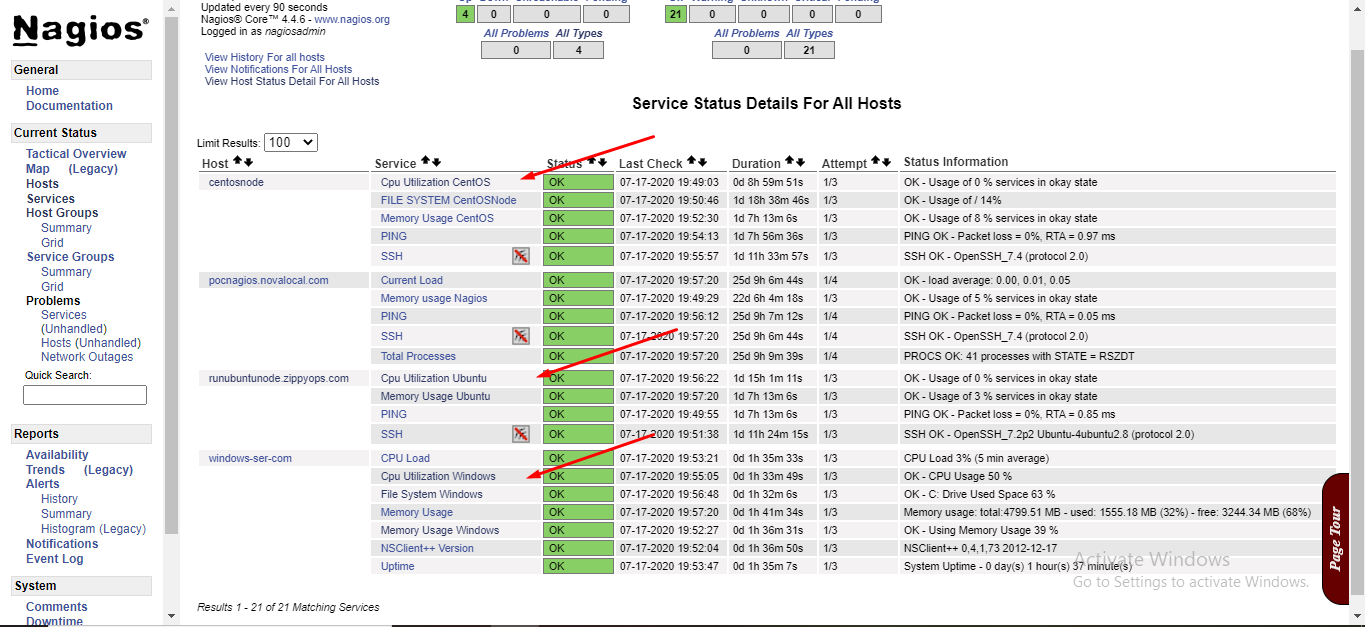 Nagios®
General
Home
Documentation
Current Status
Tactical Overview
Map (Legacy)
Hosts
Services
Host Groups
Summary
Grid
Service Groups
Summary
Grid
Problems
Services
(Unhandled)
Hosts (Unhandled)
Network Outages
Quick Search:
Reports
Availability
Trends (Legacy)
Alerts
History
Summary
Histogram (Legacy)
Notifications
Event Log
System
Comments
Downtime
Updated every 90 seconds
Nagios® Core™ 4.4.6 - www.nagios.org
Logged in as nagiosadmin
View History For all hosts
View Notifications For All Hosts
View Host Status Detail For All Hosts
4 0 0 0
All Problems All Types
0 4
21 0 0 0 0
All Problems All Types
0 21
Service Status Details For All Hosts
Limit Results: 100
Host Service Status Last Check Duration Attempt Status Information
centosnode Cpu Utilization CentOS OK 07-17-2020 19:49:03 0d 8h 59m 51s 1/3 OK - Usage of 0 % services in okay state
FILE SYSTEM CentOSNode OK 07-17-2020 19:50:46 1d 18h 38m 46s 1/3 OK - Usage of / 14%
Memory Usage CentOS OK 07-17-2020 19:52:30 1d 7h 13m 6s 1/3 OK - Usage of 8 % services in okay state
PING OK 07-17-2020 19:54:13 1d 7h 56m 36s 1/3 PING OK - Packet loss = 0%, RTA = 0.97 ms
SSH OK 07-17-2020 19:55:57 1d 11h 33m 57s 1/3 SSH OK - OpenSSH_7.4 (protocol 2.0)
pocnagios.novalocal.com Current Load OK 07-17-2020 19:57:20 25d 9h 6m 44s 1/4 OK - load average: 0.00, 0.01, 0.05
Memory usage Nagios OK 07-17-2020 19:49:29 22d 6h 4m 18s 1/3 OK - Usage of 5 % services in okay state
PING OK 07-17-2020 19:56:12 25d 9h 7m 12s 1/4 PING OK - Packet loss = 0%, RTA = 0.05 ms
SSH OK 07-17-2020 19:57:20 25d 9h 6m 44s 1/4 SSH OK - OpenSSH_7.4 (protocol 2.0)
Total Processes OK 07-17-2020 19:57:20 25d 9h 9m 39s 1/4 PROCS OK: 41 processes with STATE = RSZDT
runubuntunode.zippyops.com Cpu Utilization Ubuntu OK 07-17-2020 19:56:22 1d 15h 1m 11s 1/3 OK - Usage of 0 % services in okay state
Memory Usage Ubuntu OK 07-17-2020 19:57:20 1d 7h 13m 6s 1/3 OK - Usage of 3 % services in okay state
PING OK 07-17-2020 19:49:55 1d 7h 13m 6s 1/3 PING OK - Packet loss = 0%, RTA = 0.85 ms
SSH OK 07-17-2020 19:51:38 1d 11h 24m 15s 1/3 SSH OK - OpenSSH_7.2p2 Ubuntu-4ubuntu2.8 (protocol 2.0)
windows-ser-com CPU Load OK 07-17-2020 19:53:21 0d 1h 35m 33s 1/3 CPU Load 3% (5 min average)
Cpu Utilization Windows OK 07-17-2020 19:55:05 0d 1h 33m 49s 1/3 OK - CPU Usage 50 %
File System Windows OK 07-17-2020 19:56:48 0d 1h 32m 6s 1/3 OK - C: Drive Used Space 63 %
Memory Usage OK 07-17-2020 19:57:20 0d 1h 41m 34s 1/3 Memory usage: total:4799.51 MB - used: 1555.18 MB (32%) - free: 3244.34 MB (68%)
Memory Usage Windows OK 07-17-2020 19:52:27 0d 1h 36m 31s 1/3 OK - Using Memory Usage 39 %
NSClient++ Version OK 07-17-2020 19:52:04 0d 1h 36m 50s 1/3 NSClient++ 0,4,1,73 2012-12-17
Uptime OK 07-17-2020 19:53:47 0d 1h 35m 7s 1/3 System Uptime - 0 day(s) 1 hour(s) 37 minute(s)
Results 1 - 21 of 21 Matching Services
Page Tour
Activate Windows
Go to Settings to activate Windows.